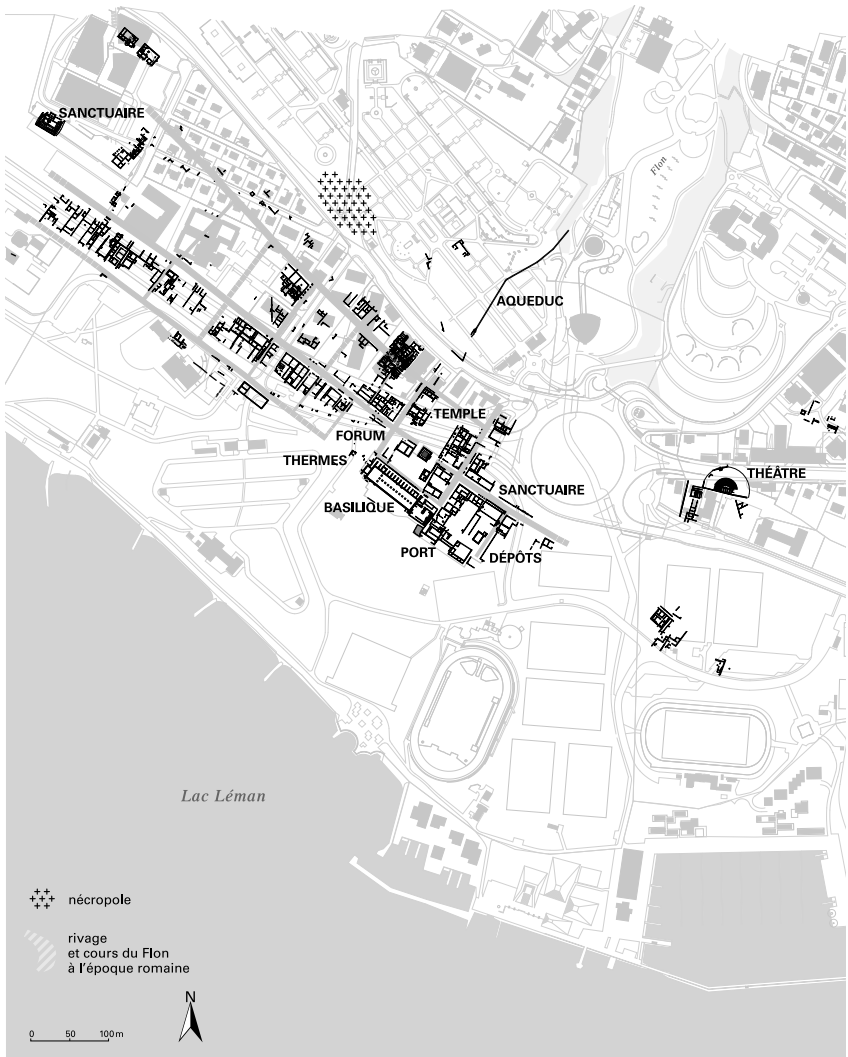 SANCTUAIRE
Flon
AQUEDUC
TEMPLE
FORUM
THERMES
THÉÂTRE
SANCTUAIRE
BASILIQUE
PORT
DÉPÔTS
Lac Léman
nécropole
rivage
et cours du Flon
à l'époque romaine
N
0 50 100 m